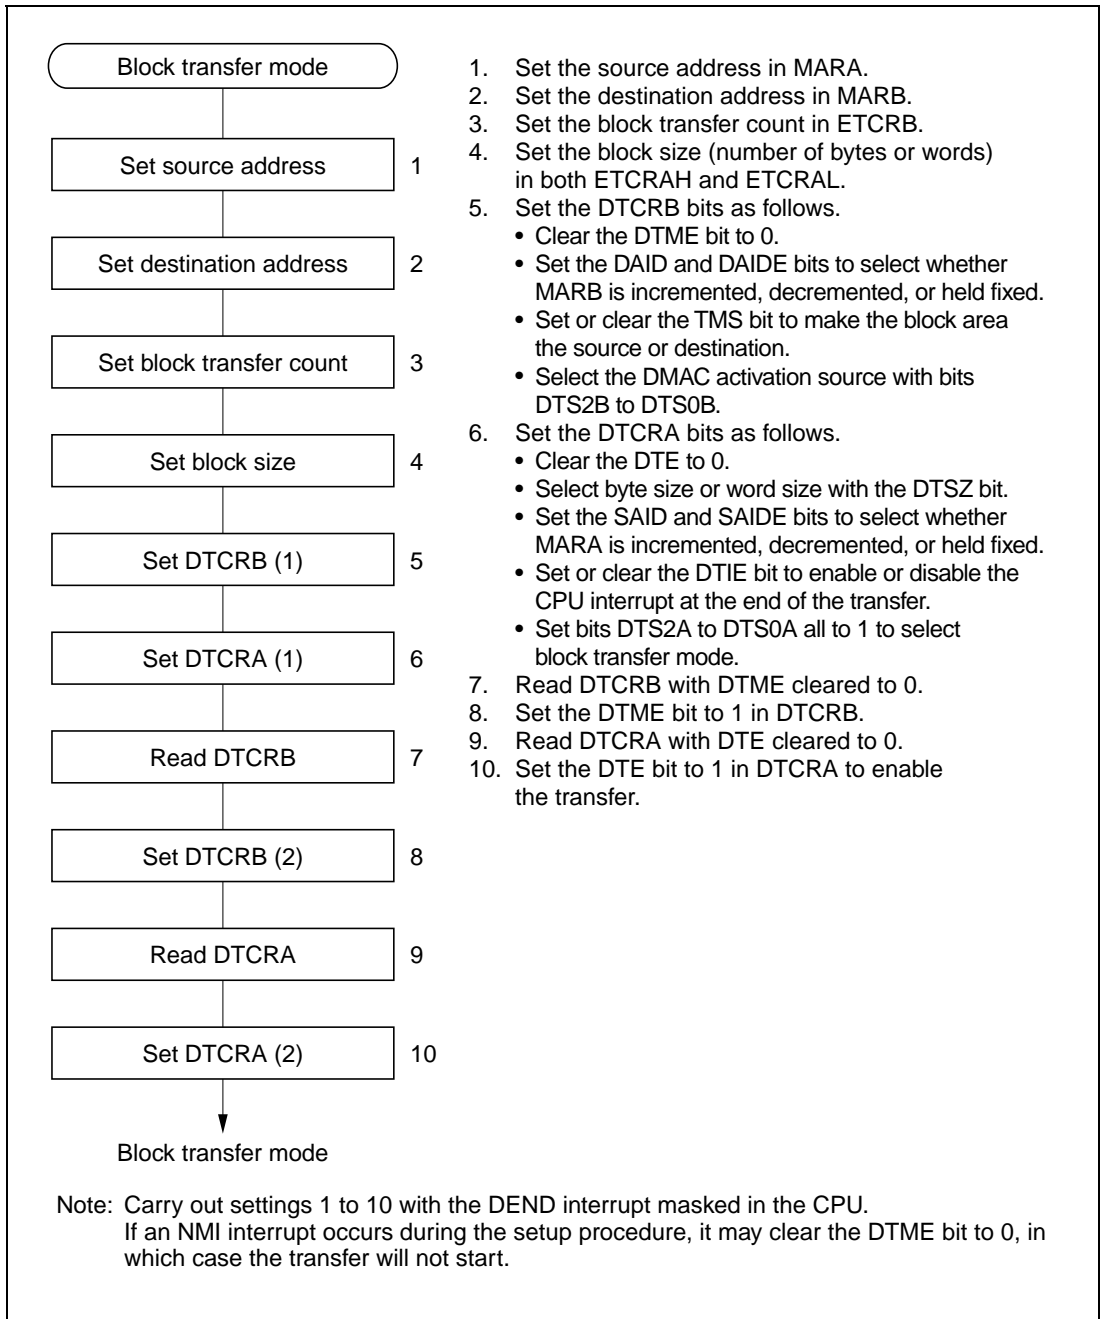 Block transfer mode
Set source address 1
Set destination address 2
Set block transfer count 3
Set block size 4
Set DTCRB (1) 5
Set DTCRA (1) 6
Read DTCRB 7
Set DTCRB (2) 8
Read DTCRA 9
Set DTCRA (2) 10
Block transfer mode
1. Set the source address in MARA.
2. Set the destination address in MARB.
3. Set the block transfer count in ETCRB.
4. Set the block size (number of bytes or words)
in both ETCRAH and ETCRAL.
5. Set the DTCRB bits as follows.
• Clear the DTME bit to 0.
• Set the DAID and DAIDE bits to select whether
MARB is incremented, decremented, or held fixed.
• Set or clear the TMS bit to make the block area
the source or destination.
• Select the DMAC activation source with bits
DTS2B to DTS0B.
6. Set the DTCRA bits as follows.
• Clear the DTE to 0.
• Select byte size or word size with the DTSZ bit.
• Set the SAID and SAIDE bits to select whether
MARA is incremented, decremented, or held fixed.
• Set or clear the DTIE bit to enable or disable the
CPU interrupt at the end of the transfer.
• Set bits DTS2A to DTS0A all to 1 to select
block transfer mode.
7. Read DTCRB with DTME cleared to 0.
8. Set the DTME bit to 1 in DTCRB.
9. Read DTCRA with DTE cleared to 0.
10. Set the DTE bit to 1 in DTCRA to enable
the transfer.
Note: Carry out settings 1 to 10 with the DEND interrupt masked in the CPU.
If an NMI interrupt occurs during the setup procedure, it may clear the DTME bit to 0, in
which case the transfer will not start.